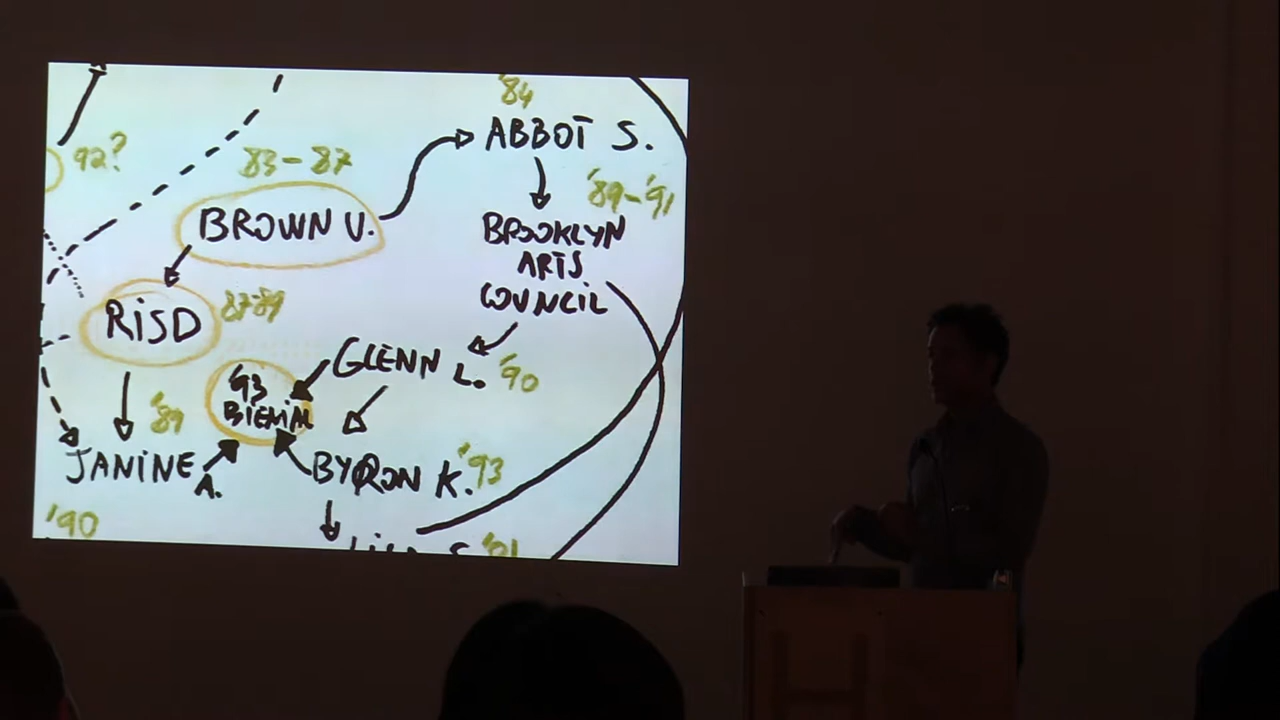 '84
ABBOT S.
92?
83-87
'89-'91
BROWN U.
BROOKLYN
ARTS
COUNCIL
RISD
87-89
GLENN L.
'90
'93
BIENN
'89
JANINE
A.
BYRON K.
'93
'90